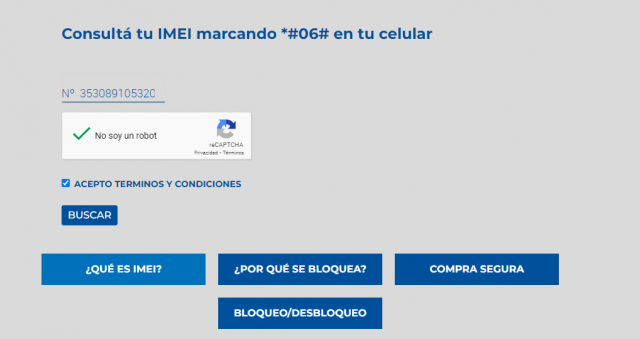 Consultá tu IMEI marcando *#06# en tu celular
Nº 353089105320
No soy un robot
reCAPTCHA
Privacidad - Términos
ACEPTO TERMINOS Y CONDICIONES
BUSCAR
¿QUÉ ES IMEI?
¿POR QUÉ SE BLOQUEA?
COMPRA SEGURA
BLOQUEO/DESBLOQUEO